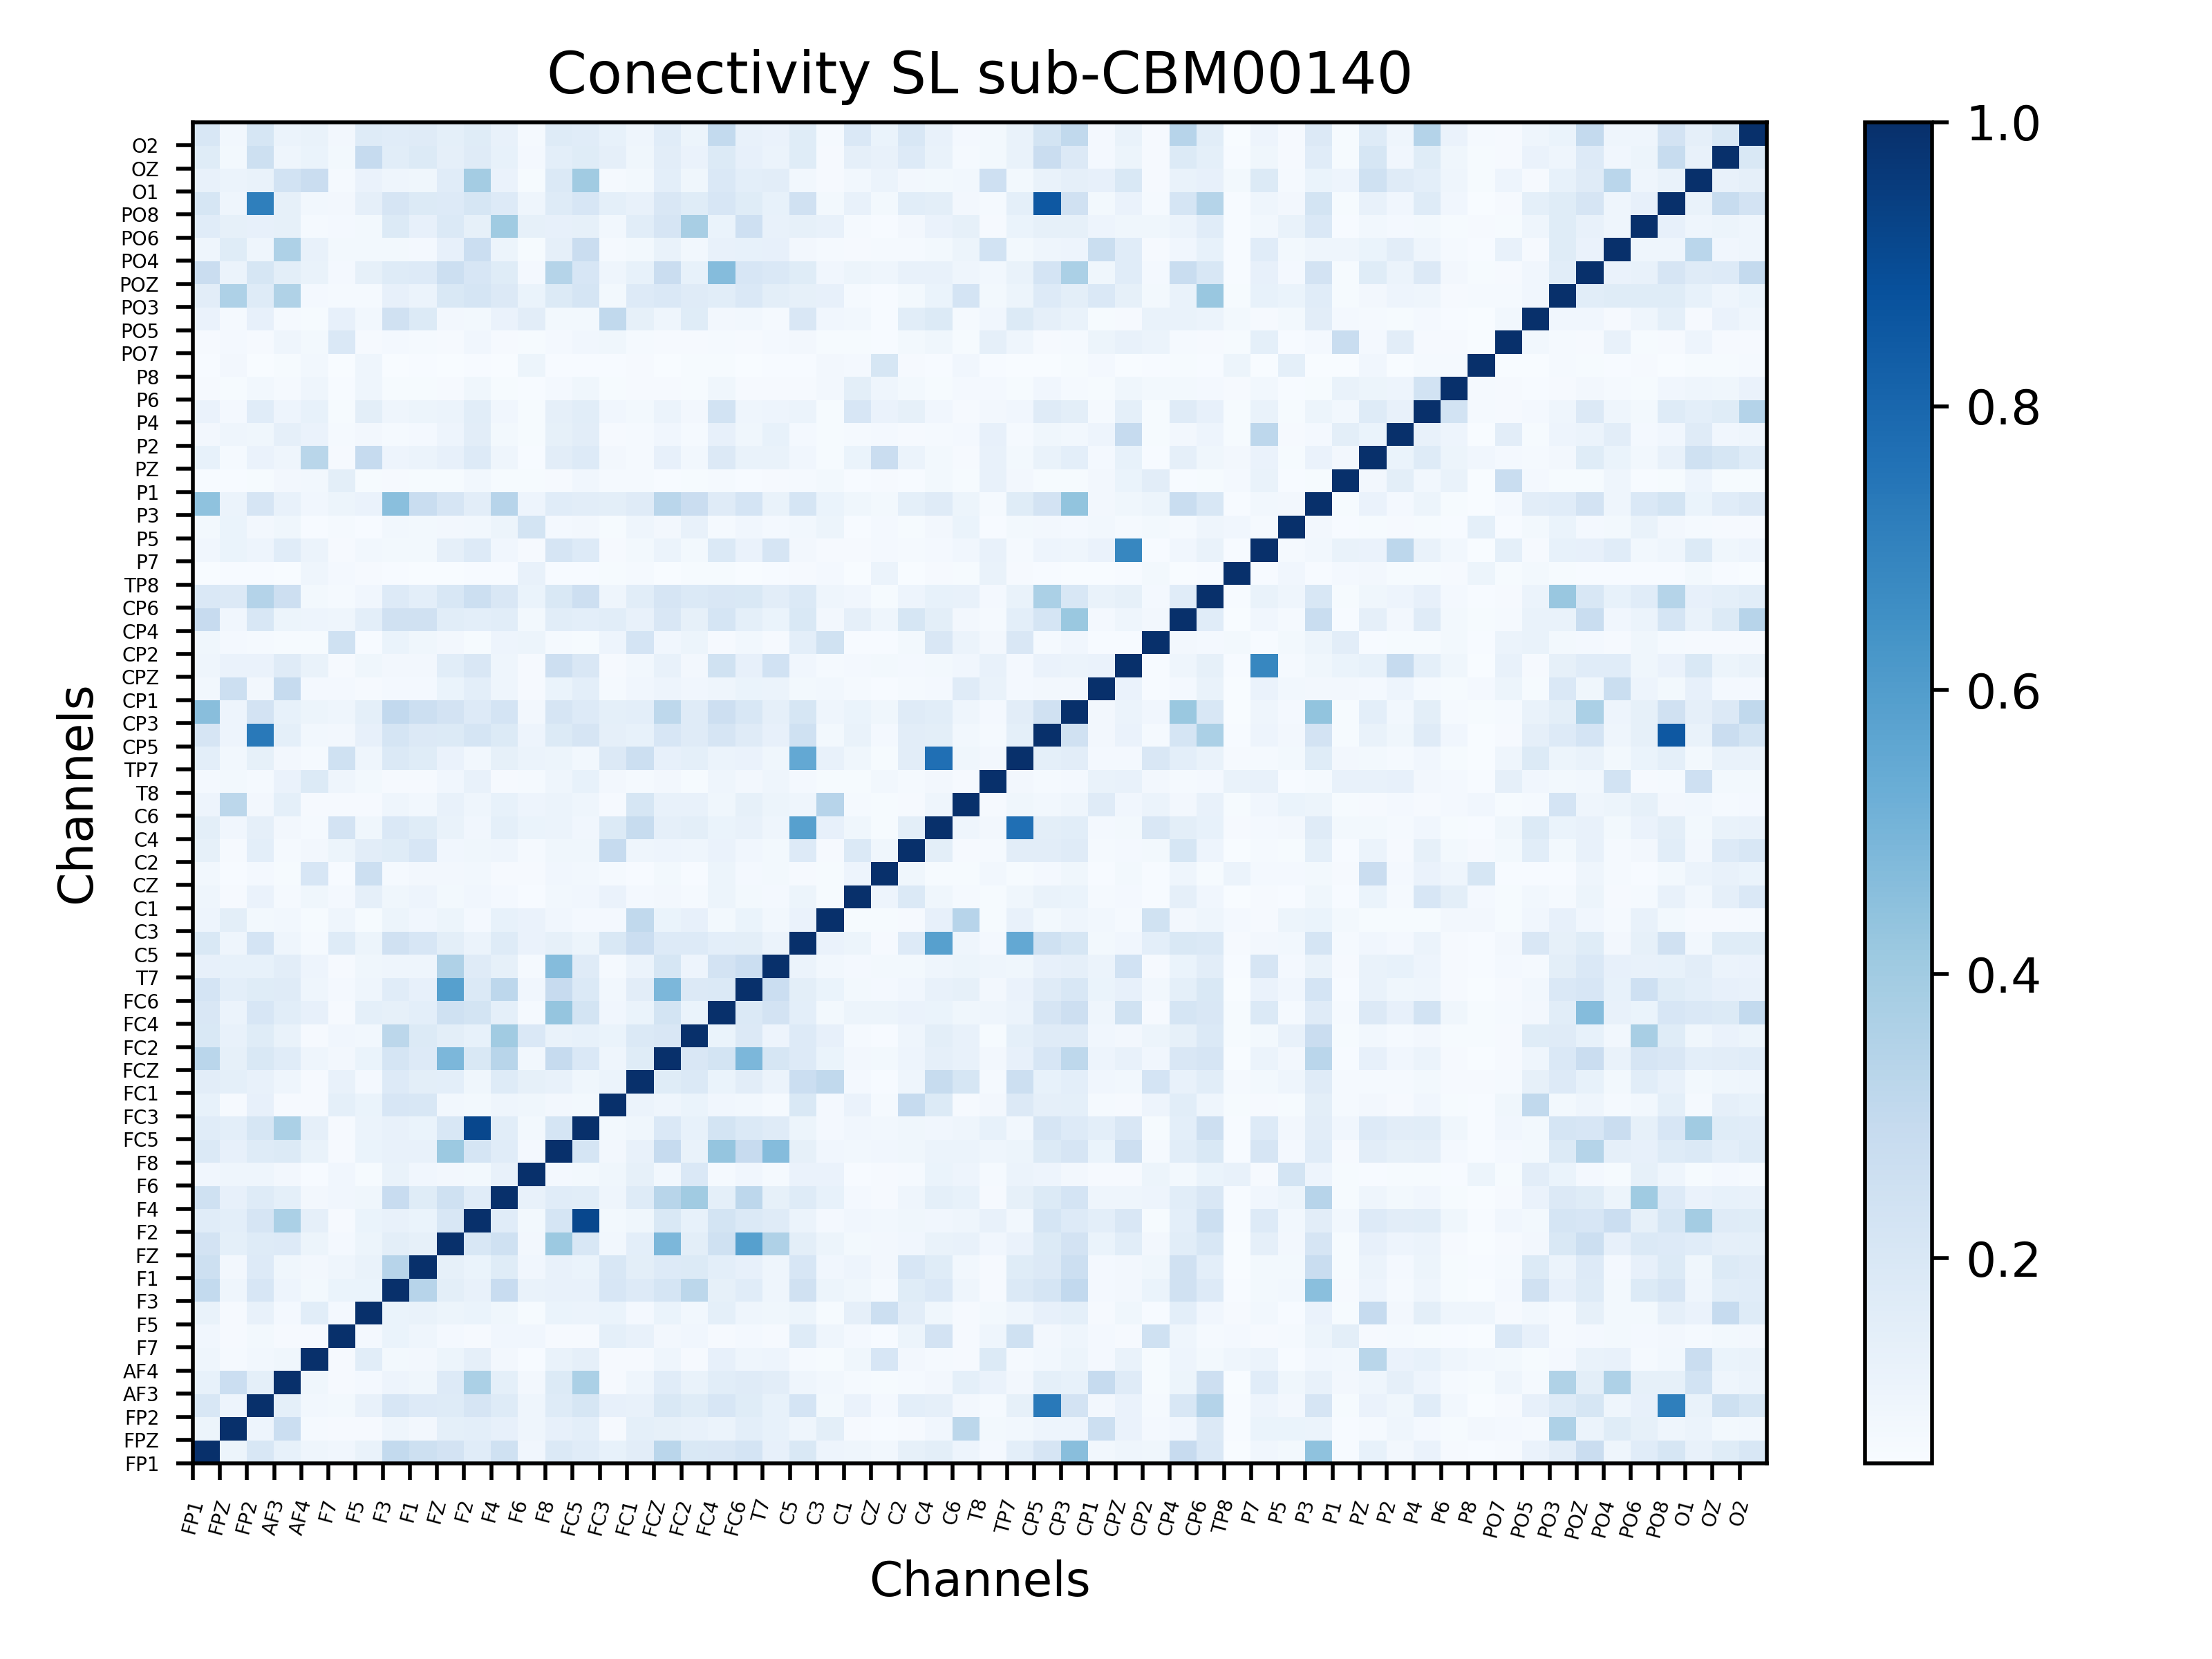 Conectivity SL sub-CBM00140
1.0
0.8
0.6
0.4
0.2
Channels
O2
OZ
O1
PO8
PO6
PO4
POZ
PO3
PO5
PO7
P8
P6
P4
P2
PZ
P1
P3
P5
P7
TP8
CP6
CP4
CP2
CPZ
CP1
CP3
CP5
TP7
T8
C6
C4
C2
CZ
C1
C3
C5
T7
FC6
FC4
FC2
FCZ
FC1
FC3
FC5
F8
F6
F4
F2
FZ
F1
F3
F5
F7
AF4
AF3
FP2
FPZ
FP1
FP1 FPZ FP2 AF3 AF4 F7 F5 F3 F1 FZ F2 F4 F6 F8 FC5 FC3 FC1 FCZ FC2 FC4 FC6 T7 C5 C3 C1 CZ C2 C4 C6 T8 TP7 CP5 CP3 CP1 CPZ CP2 CP4 CP6 TP8 P7 P5 P3 P1 PZ P2 P4 P6 P8 PO7 PO5 PO3 POZ PO4 PO6 PO8 O1 OZ O2
Channels